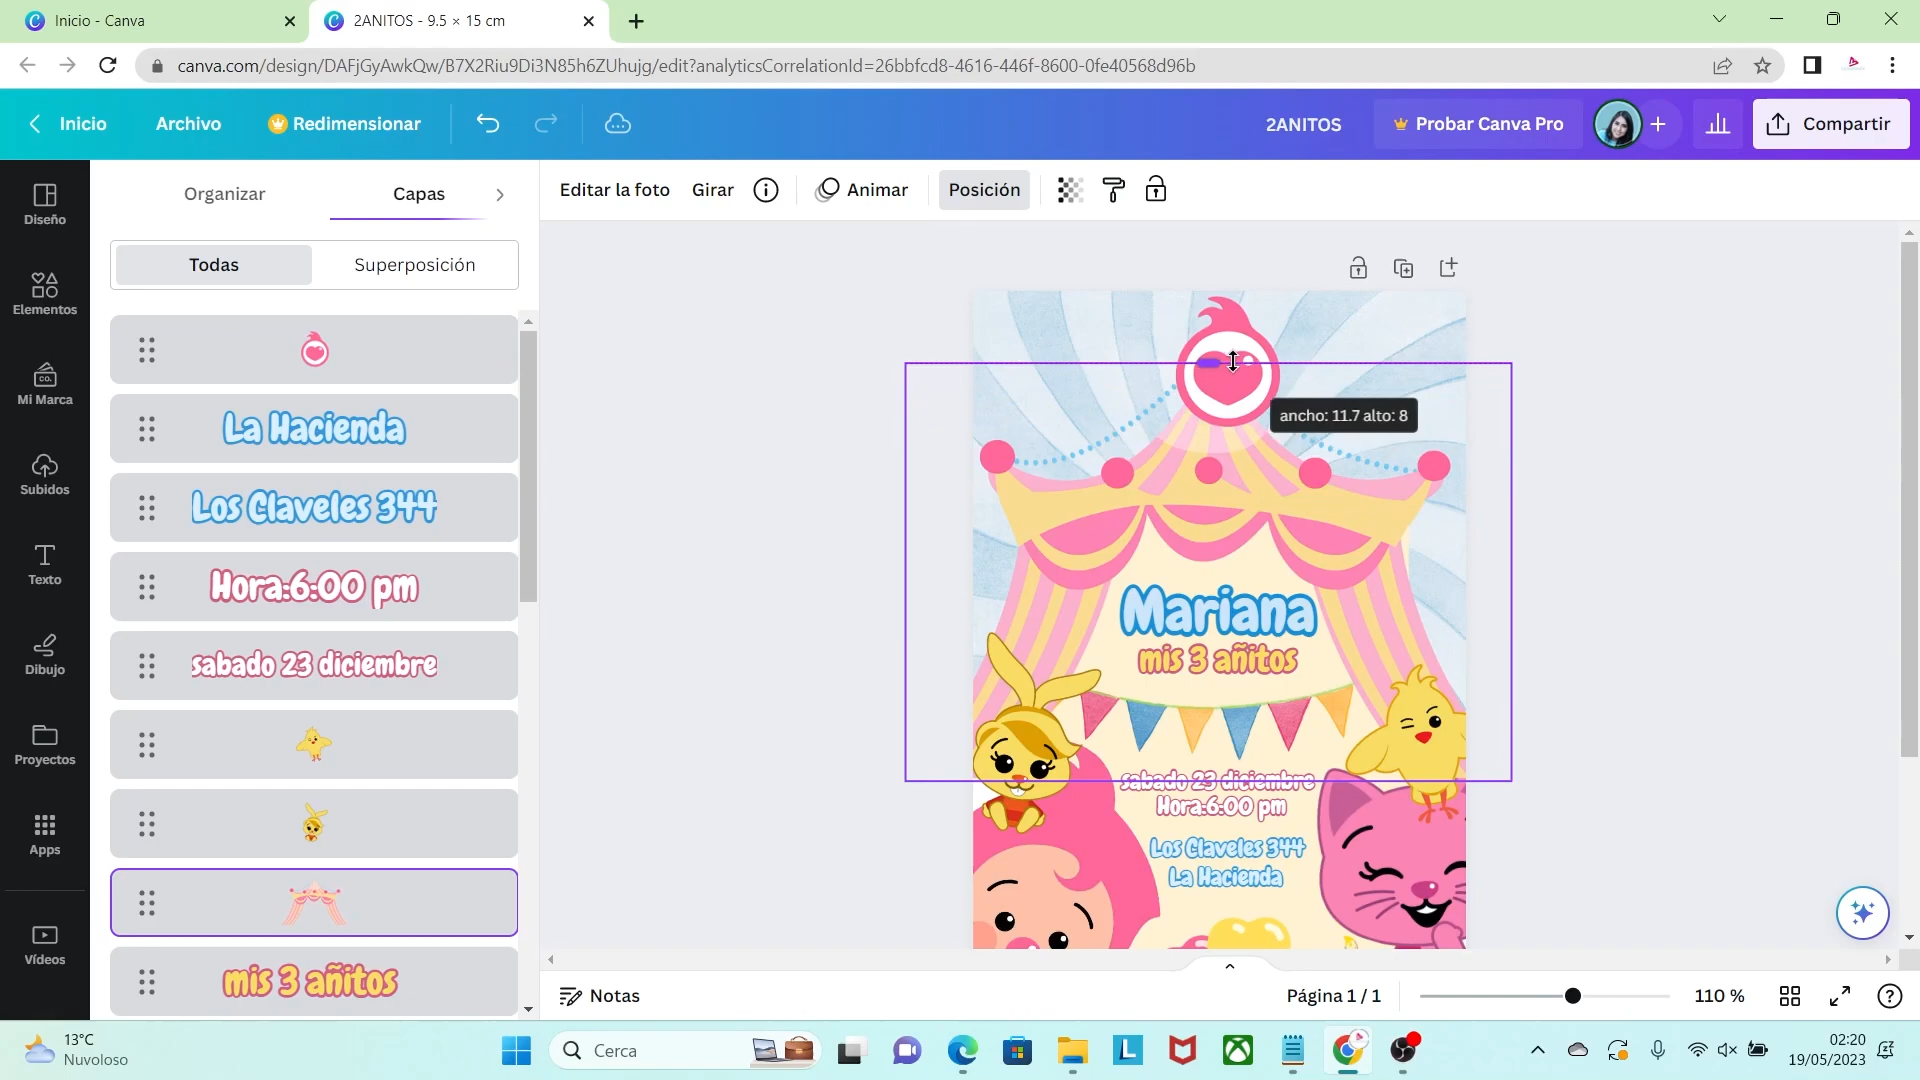 Inicio - Canva
2ANITOS - 9.5 × 15 cm
canva.com/design/DAFjGyAwkQw/B7X2Riu9Di3N85h6ZUhujg/edit?analyticsCorrelationId=26bbfcd8-4616-446f-8600-0fe40568d96b
Inicio
Archivo
Redimensionar
2ANITOS
Probar Canva Pro
Compartir
Diseño
Elementos
CO.
Mi Marca
Subidos
Texto
Dibujo
Proyectos
Apps
Vídeos
Organizar
Capas
Todas
Superposición
La Hacienda
Los Claveles 344
Hora:6:00 pm
sabado 23 diciembre
mis 3 añitos
Editar la foto
Girar
Animar
Posición
ancho: 11.7 alto: 8
Mariana
mis 3 añitos
sabado 23 diciembre
Hora:6:00 pm
Los Claveles 344
La Hacienda
Notas
Página 1 / 1
110 %
13°C
Nuvoloso
Cerca
02:20
19/05/2023